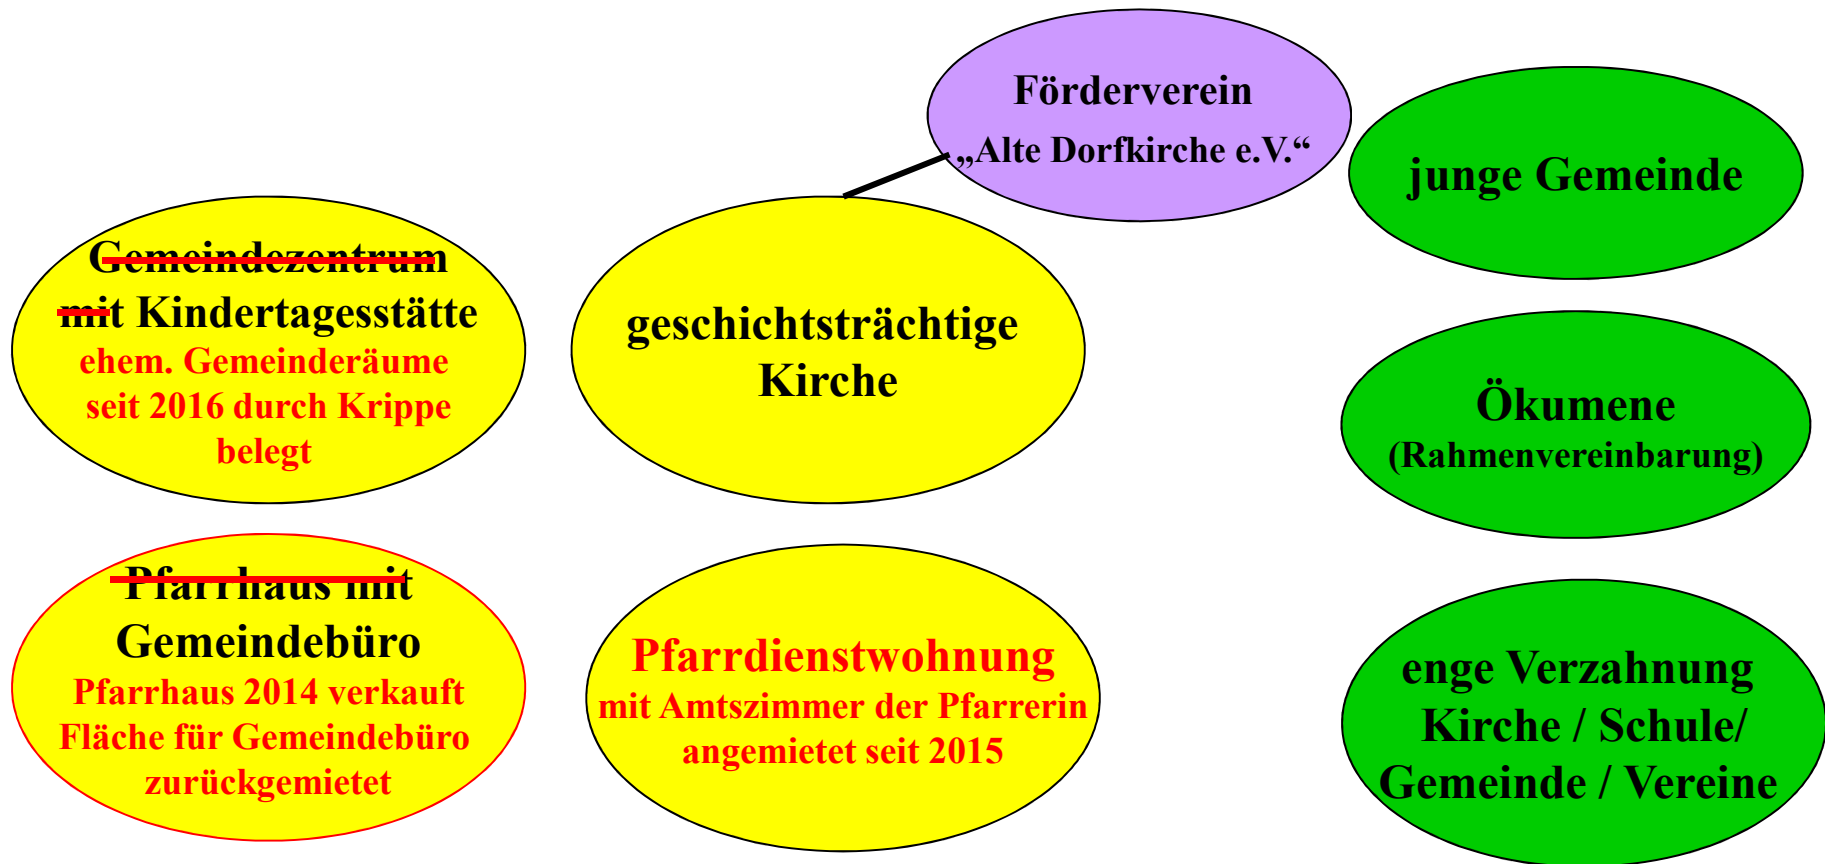 Förderverein
„Alte Dorfkirche e.V.“
junge Gemeinde
Gemeindezentrum
mit Kindertagesstätte
ehem. Gemeinderäume
seit 2016 durch Krippe
belegt
geschichtsträchtige
Kirche
Ökumene
(Rahmenvereinbarung)
Pfarrhaus mit
Gemeindebüro
Pfarrhaus 2014 verkauft
Fläche für Gemeindebüro
zurückgemietet
Pfarrdienstwohnung
mit Amtszimmer der Pfarrerin
angemietet seit 2015
enge Verzahnung
Kirche / Schule/
Gemeinde / Vereine